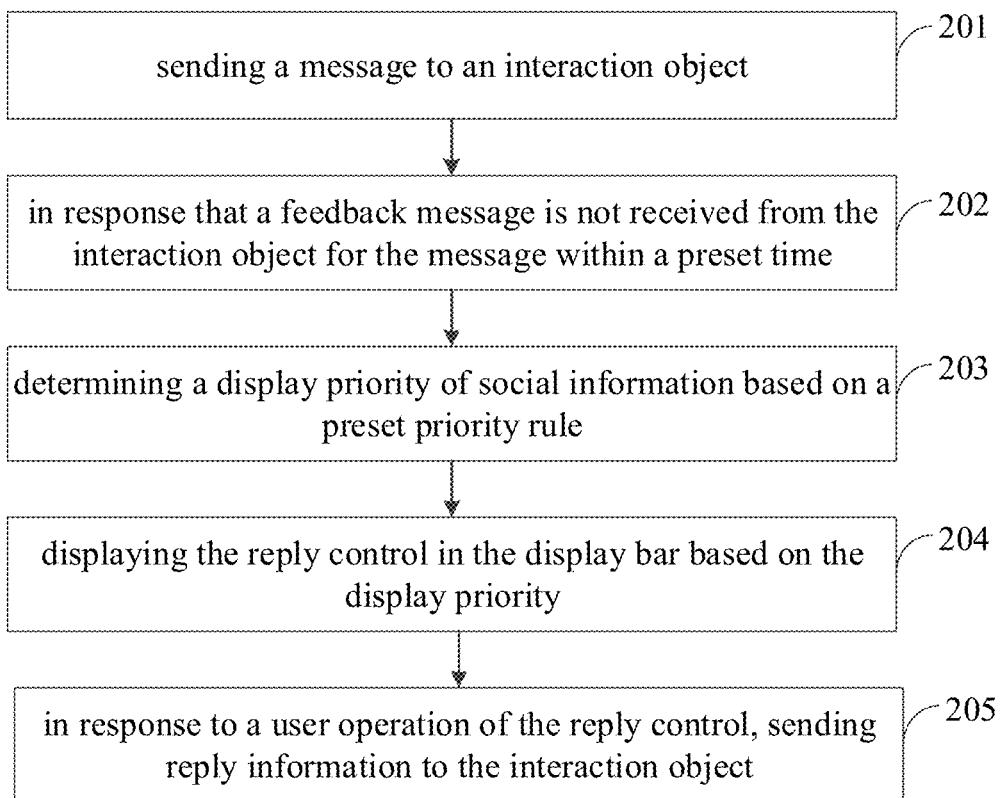 201
sending a message to an interaction object
202
in response that a feedback message is not received from the
interaction object for the message within a preset time
203
determining a display priority of social information based on a
preset priority rule
204
displaying the reply control in the display bar based on the
display priority
205
in response to a user operation of the reply control, sending
reply information to the interaction object